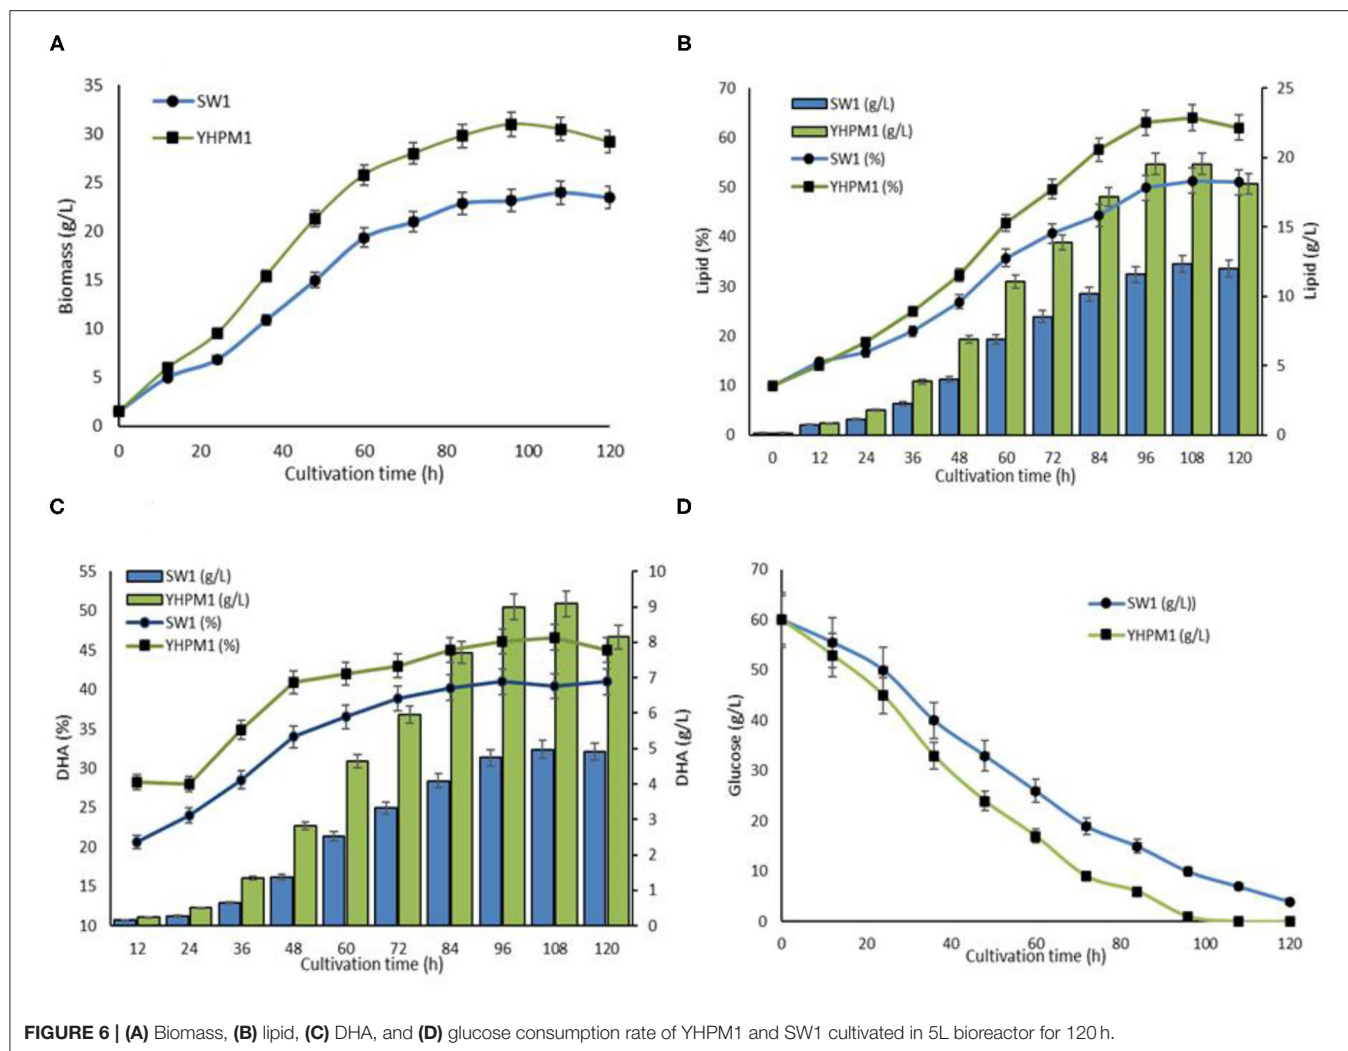 A
35
30
25
20
15
10
5
0
Biomass (g/L)
SW1
YHPM1
0 20 40 60 80 100 120
Cultivation time (h)
B
70
60
50
40
30
20
10
0
Lipid (%)
SW1 (g/L)
YHPM1 (g/L)
SW1 (%)
YHPM1 (%)
25
20
15
10
5
0
Lipid (g/L)
0 12 24 36 48 60 72 84 96 108 120
Cultivation time (h)
C
55
50
45
40
35
30
25
20
15
10
DHA (%)
SW1 (g/L)
YHPM1 (g/L)
SW1 (%)
YHPM1 (%)
10
9
8
7
6
5
4
3
2
1
0
DHA (g/L)
12 24 36 48 60 72 84 96 108 120
Cultivation time (h)
D
70
60
50
40
30
20
10
0
Glucose (g/L)
SW1 (g/L))
YHPM1 (g/L)
0 20 40 60 80 100 120
Cultivation time (h)
FIGURE 6 | (A) Biomass, (B) lipid, (C) DHA, and (D) glucose consumption rate of YHPM1 and SW1 cultivated in 5L bioreactor for 120 h.